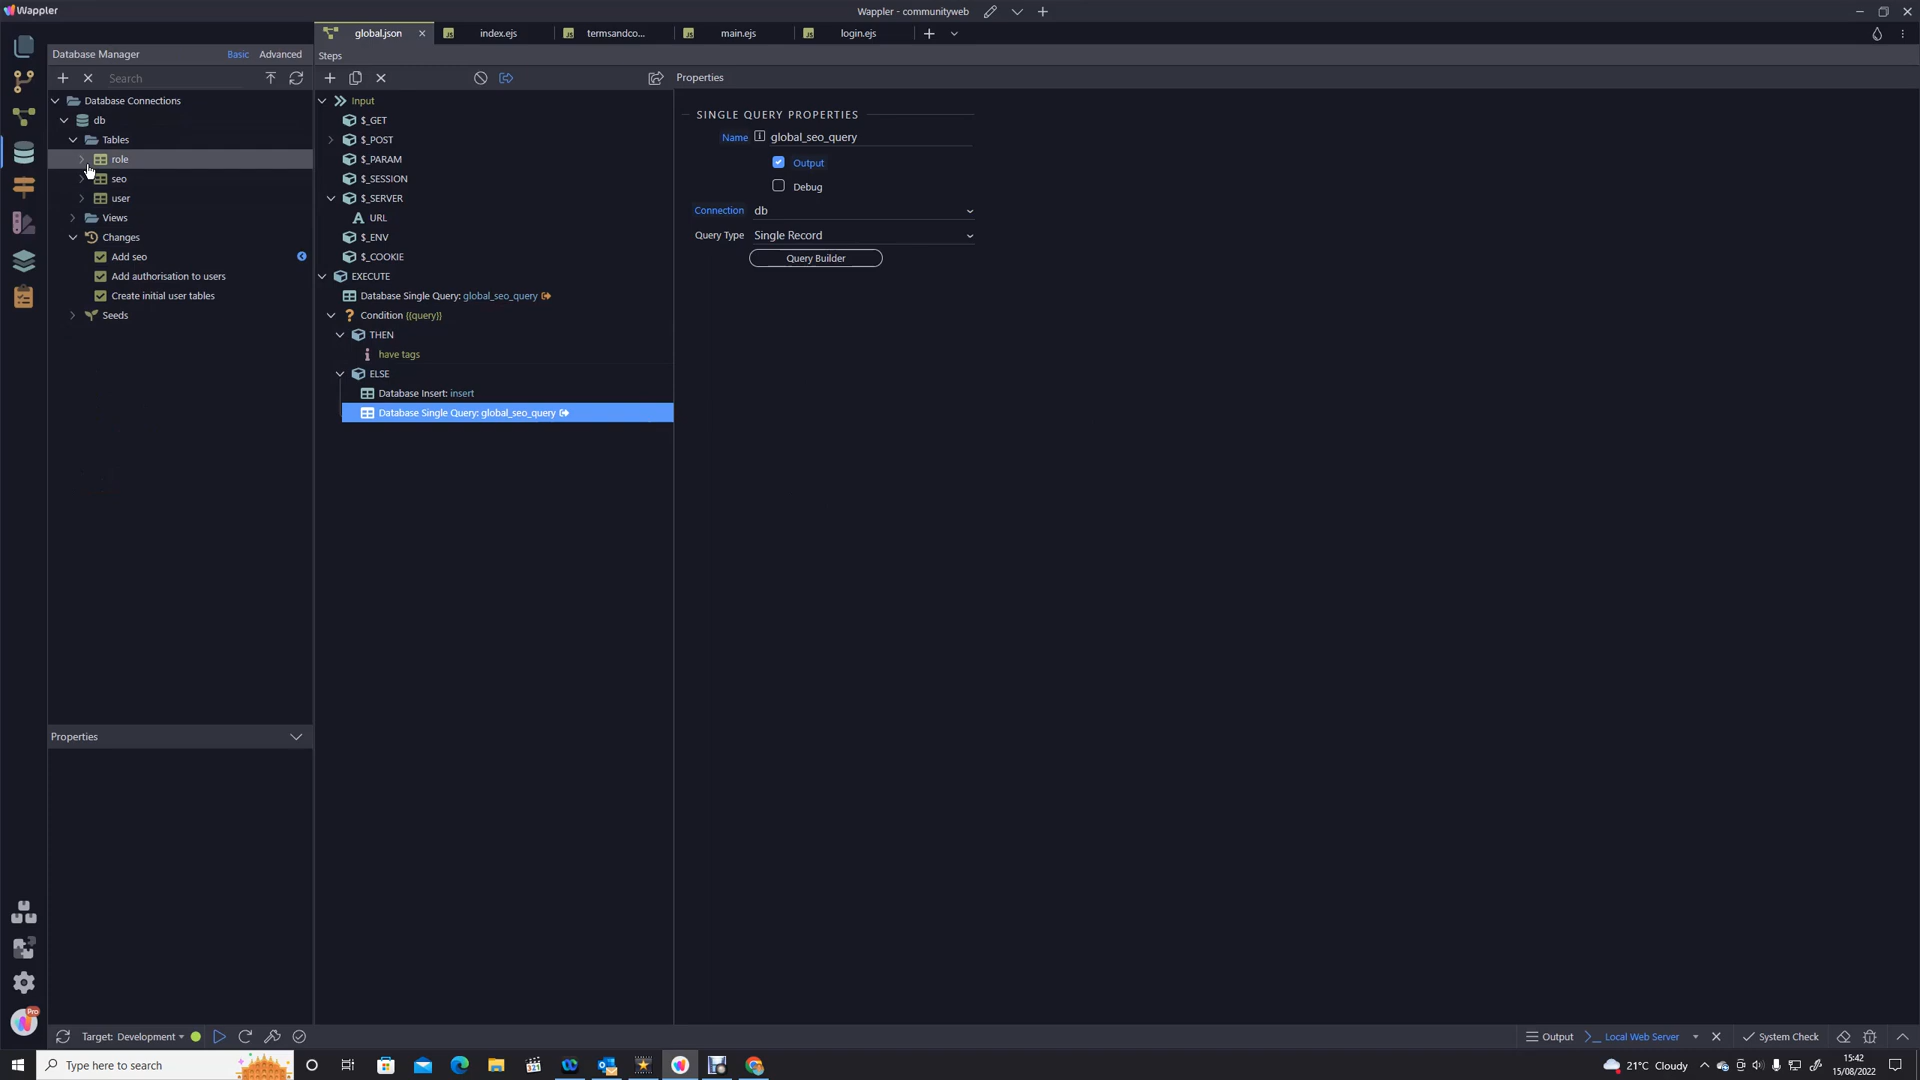 Wappler
Wappler - communityweb
global.json
index.ejs
termsandco...
main.ejs
login.ejs
Database Manager
Basic
Advanced
Steps
Search
Properties
Database Connections
db
Tables
role
seo
user
Views
Changes
Add seo
Add authorisation to users
Create initial user tables
Seeds
Properties
Input
$_GET
$_POST
$_PARAM
$_SESSION
$_SERVER
URL
$_ENV
$_COOKIE
EXECUTE
Database Single Query: global_seo_query
Condition {{query}}
THEN
have tags
ELSE
Database Insert: insert
Database Single Query: global_seo_query
SINGLE QUERY PROPERTIES
Name global_seo_query
Output
Debug
Connection db
Query Type Single Record
Query Builder
Pro
Target: Development
Output
Local Web Server
System Check
Type here to search
21°C Cloudy
15:42
15/08/2022